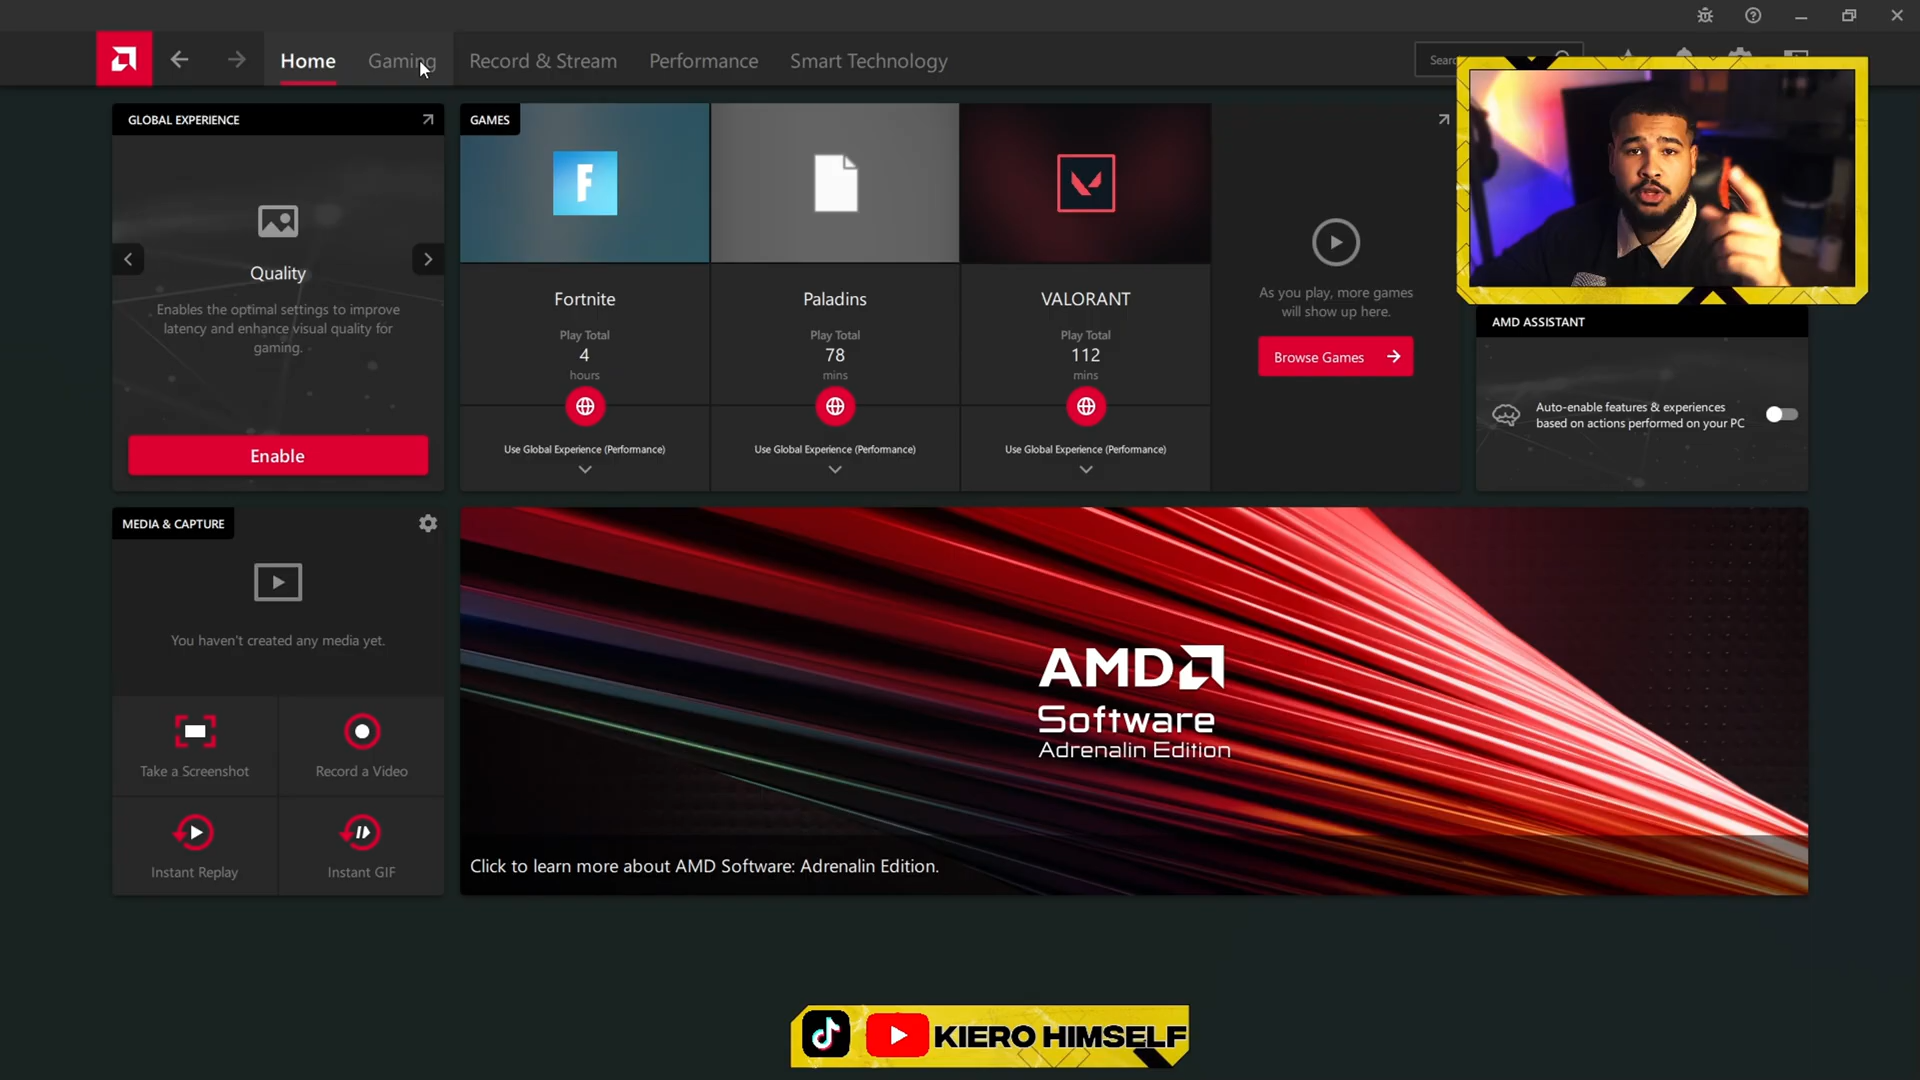 Home
Gaming
Record & Stream
Performance
Smart Technology
GLOBAL EXPERIENCE
Quality
Enables the optimal settings to improve
latency and enhance visual quality for
gaming.
Enable
GAMES
Fortnite
Play Total
4
hours
Use Global Experience (Performance)
Paladins
Play Total
78
mins
Use Global Experience (Performance)
VALORANT
Play Total
112
mins
Use Global Experience (Performance)
As you play, more games
will show up here.
Browse Games
AMD ASSISTANT
Auto-enable features & experiences
based on actions performed on your PC
MEDIA & CAPTURE
You haven't created any media yet.
Take a Screenshot
Record a Video
Instant Replay
Instant GIF
AMD
Software
Adrenalin Edition
Click to learn more about AMD Software: Adrenalin Edition.
KIERO HIMSELF